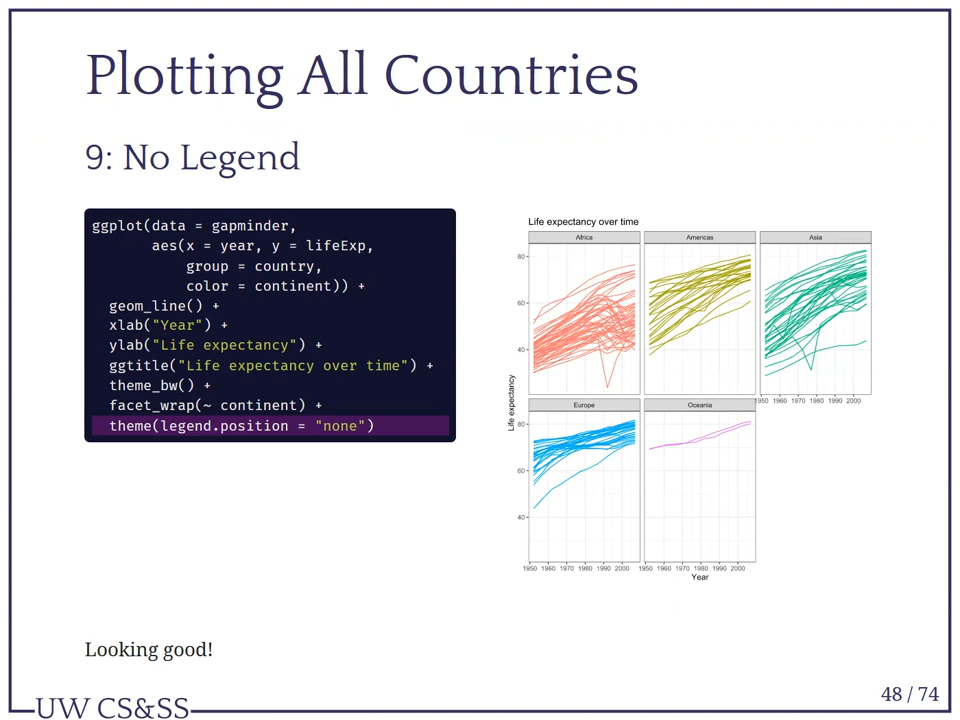 Plotting All Countries
9: No Legend
ggplot(data = gapminder,
aes(x = year, y = lifeExp,
group = country,
color = continent)) +
geom_line() +
xlab("Year") +
ylab("Life expectancy") +
ggtitle("Life expectancy over time") +
theme_bw() +
facet_wrap(~ continent) +
theme(legend.position = "none")
Life expectancy over time
Africa Americas Asia
80
60
40
1950 1960 1970 1980 1990 2000
Life expectancy
Europe Oceania
80
60
40
1950 1960 1970 1980 1990 2000 1950 1960 1970 1980 1990 2000
Year
Looking good!
48 / 74
UW CS&SS